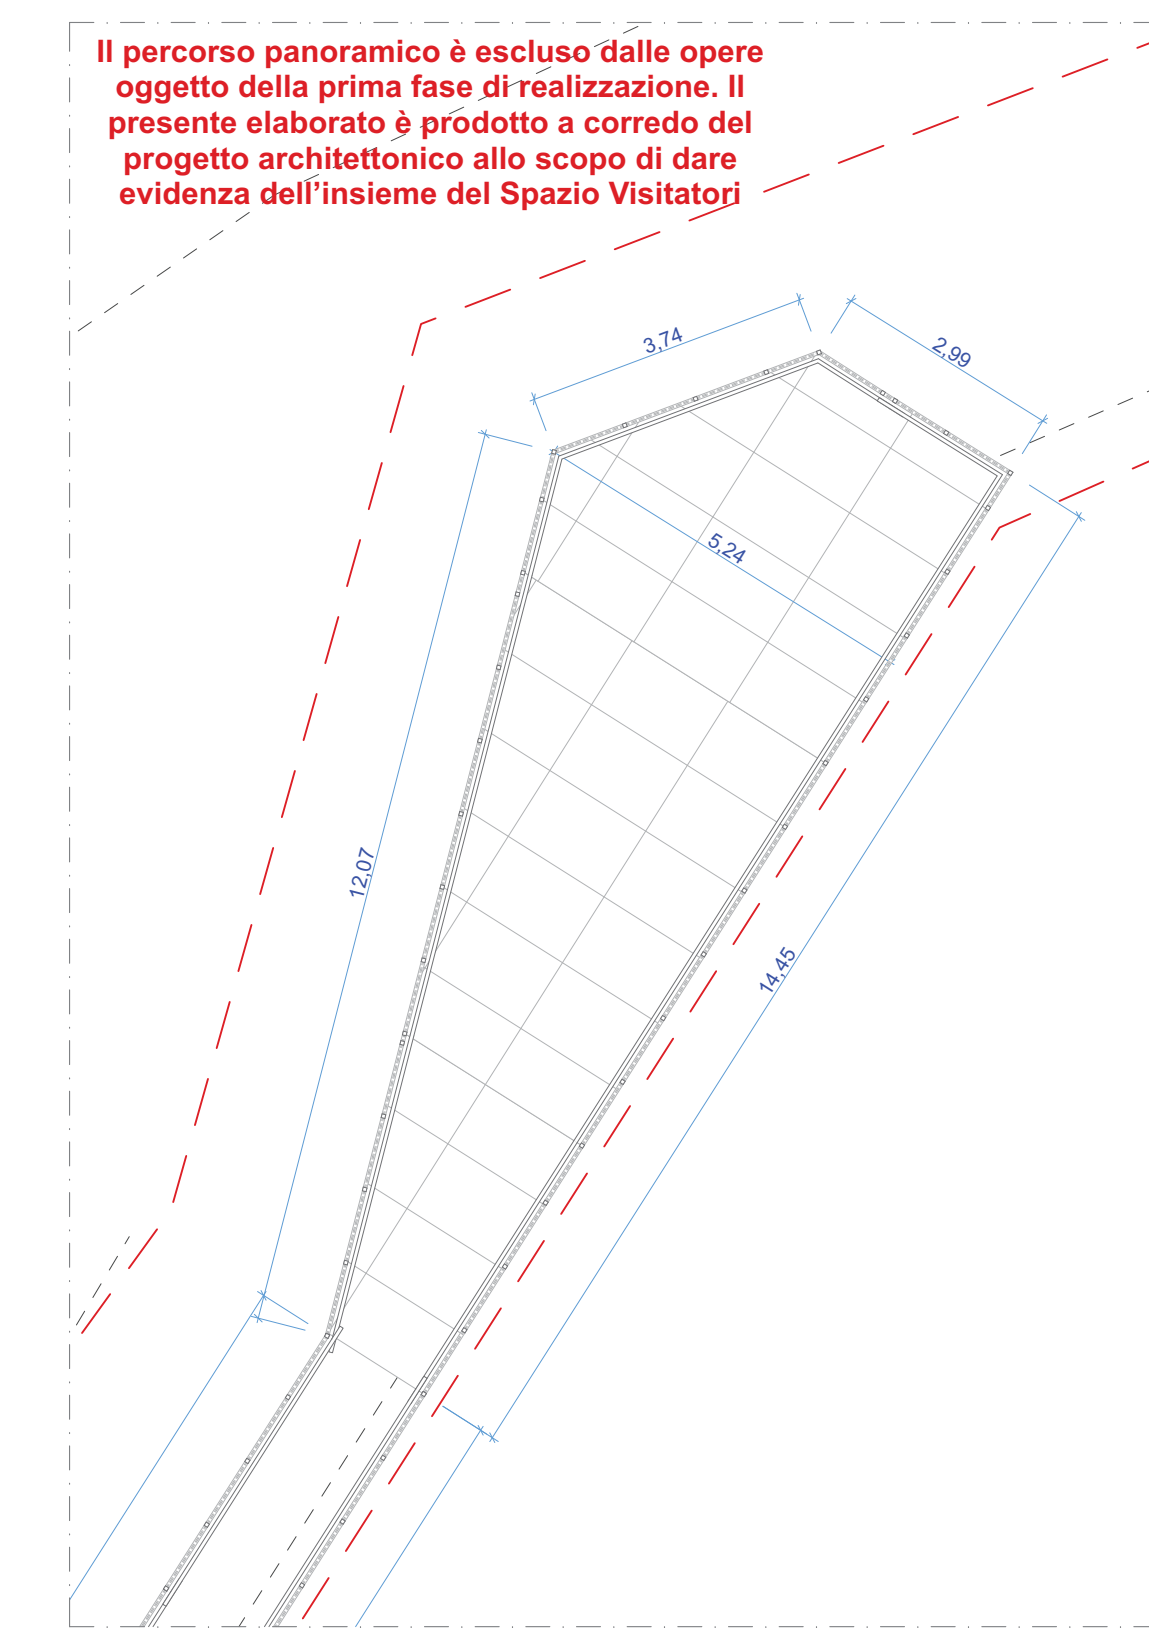 Il percorso panoramico è escluso dalle opere
oggetto della prima fase di realizzazione. Il
presente elaborato è prodotto a corredo del
progetto architettonico allo scopo di dare
evidenza dell’insieme del Spazio Visitatori
3,74
2,99
5,24
12,07
14,45